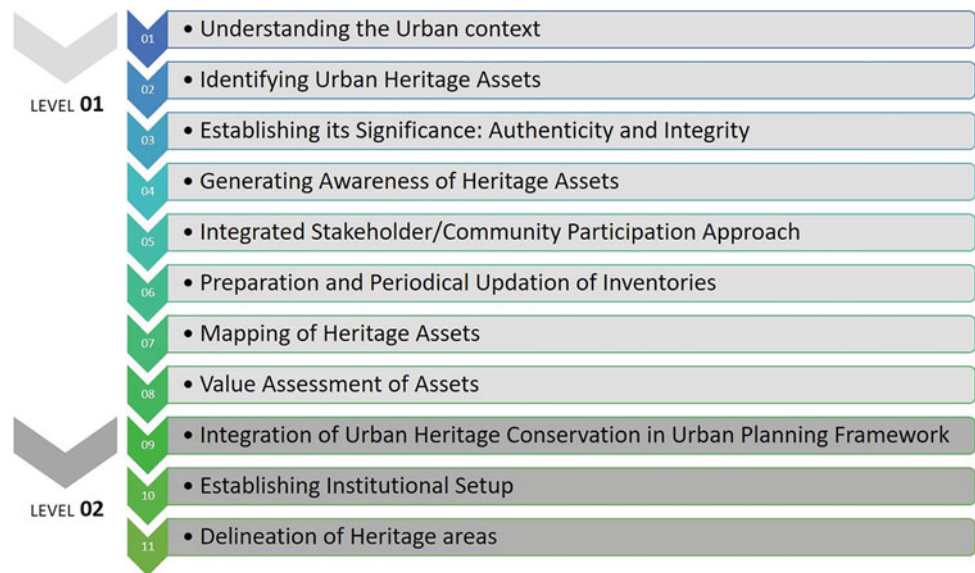 LEVEL 01
01
• Understanding the Urban context
02
• Identifying Urban Heritage Assets
03
• Establishing its Significance: Authenticity and Integrity
04
• Generating Awareness of Heritage Assets
05
• Integrated Stakeholder/Community Participation Approach
06
• Preparation and Periodical Updation of Inventories
07
• Mapping of Heritage Assets
08
• Value Assessment of Assets
LEVEL 02
09
• Integration of Urban Heritage Conservation in Urban Planning Framework
10
• Establishing Institutional Setup
11
• Delineation of Heritage areas